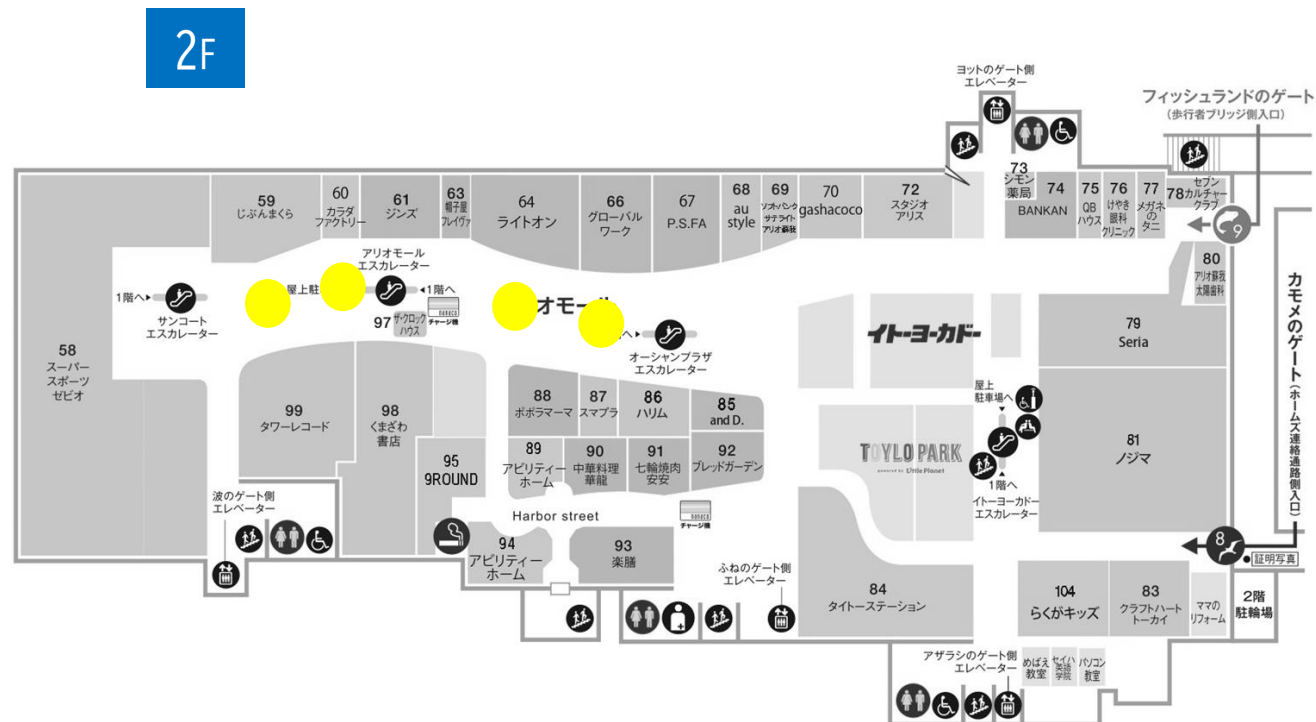 2F
ヨットのゲート側
エレベーター
フィッシュランドのゲート
(歩行者ブリッジ側入口)
59
じぶんまくら
60
カラダ
ファクトリー
61
ジンズ
63
帽子屋
フレイヴァ
64
ライトオン
66
グローバル
ワーク
67
P.S.FA
68
au
style
69
ソフトバンク
サテライト
アリオ蘇我
70
gashacoco
72
スタジオ
アリス
73
シモン
薬局
74
BANKAN
75
QB
ハウス
76
けやき
眼科
クリニック
77
メガネ
の
タニー
78
セブン
カルチャー
クラブ
9
80
アリオ蘇我
太陽歯科
カモメのゲート(ホームズ連絡通路側入口)
アリオモール
エスカレーター
屋上駐
1階へ
1階へ
サンコート
エスカレーター
nanaco
チャージ機
97
ザ・クロック
ハウス
オモール
へ
オーシャンプラザ
エスカレーター
イトーヨーカドー
79
Seria
58
スーパー
スポーツ
ゼビオ
99
タワーレコード
98
くまざわ
書店
95
9ROUND
88
ポポラマーマ
87
スマプラ
86
ハリム
85
and D.
89
アビリティー
ホーム
90
中華料理
華龍
91
七輪焼肉
安安
92
ブレッドガーデン
屋上
駐車場へ
1階へ
イトーヨーカドー
エスカレーター
TOYLO PARK
powered by Little Planet
81
ノジマ
波のゲート側
エレベーター
Harbor street
nanaco
チャージ機
94
アビリティー
ホーム
93
楽膳
ふねのゲート側
エレベーター
84
タイトーステーション
8
証明写真
104
らくがキッズ
83
クラフトハート
トーカイ
ママの
リフォーム
2階
駐輪場
アザラシのゲート側
エレベーター
めばえ
教室
セイハ
英語
学院
パソコン
教室